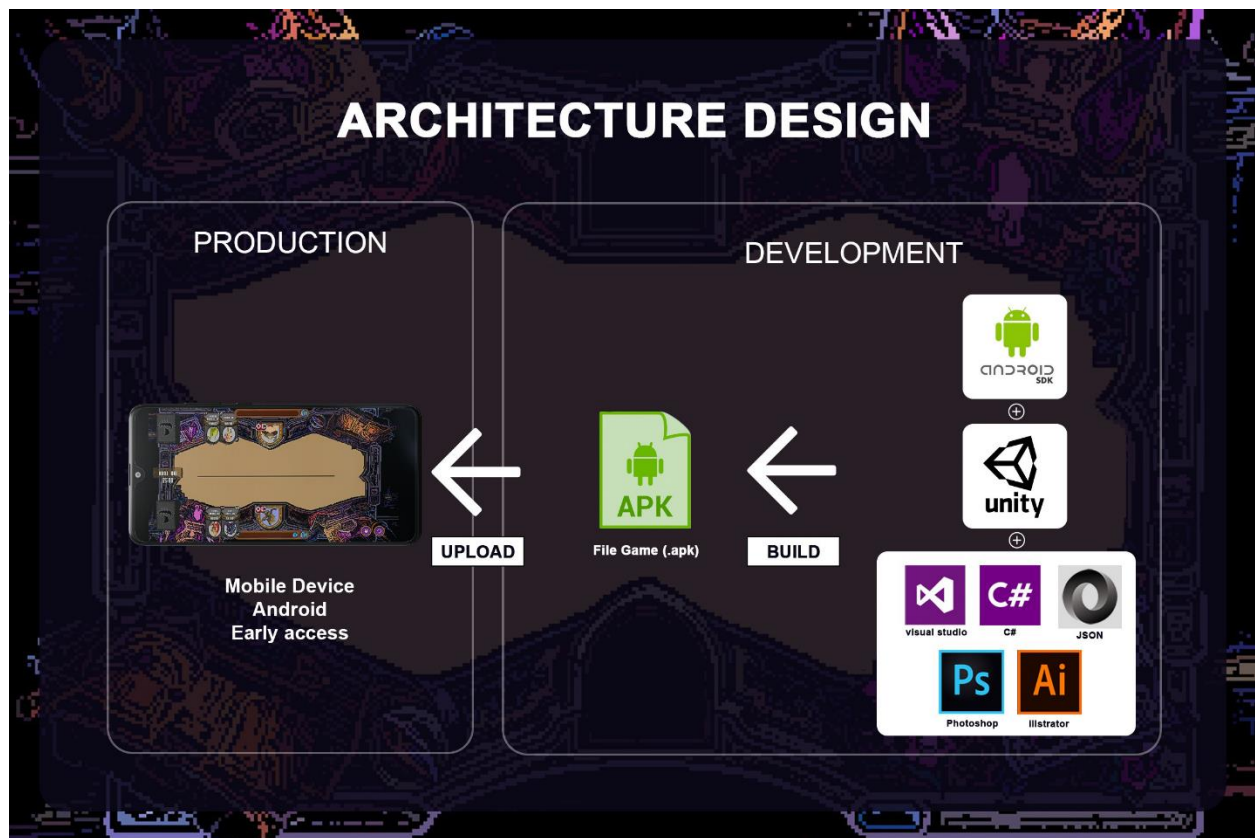 ARCHITECTURE DESIGN
PRODUCTION
DEVELOPMENT
ANDROID
SDK
unity
APK
UPLOAD
File Game (.apk)
BUILD
Mobile Device
Android
Early access
C#
visual studio
C#
JSON
Ps
Ai
Photoshop
illstrator